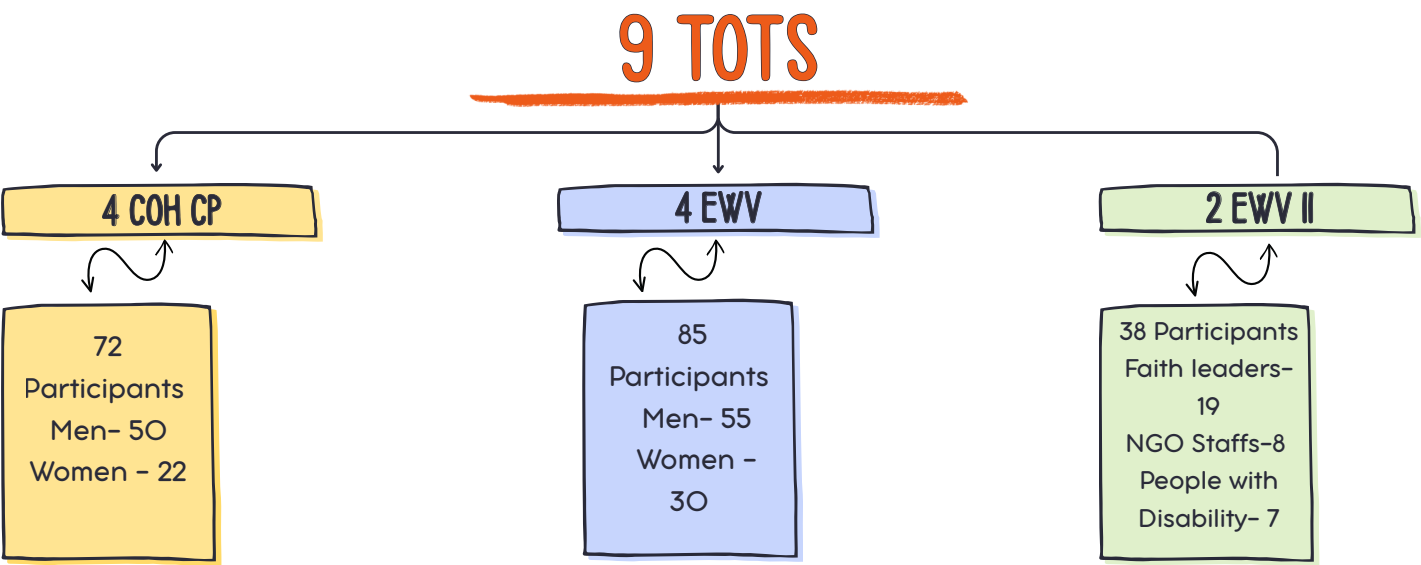 9 TOTS
4 COH CP
72
Participants
Men- 50
Women - 22
4 EWV
85
Participants
Men- 55
Women -
30
2 EWV II
38 Participants
Faith leaders-
19
NGO Staffs-8
People with
Disability- 7